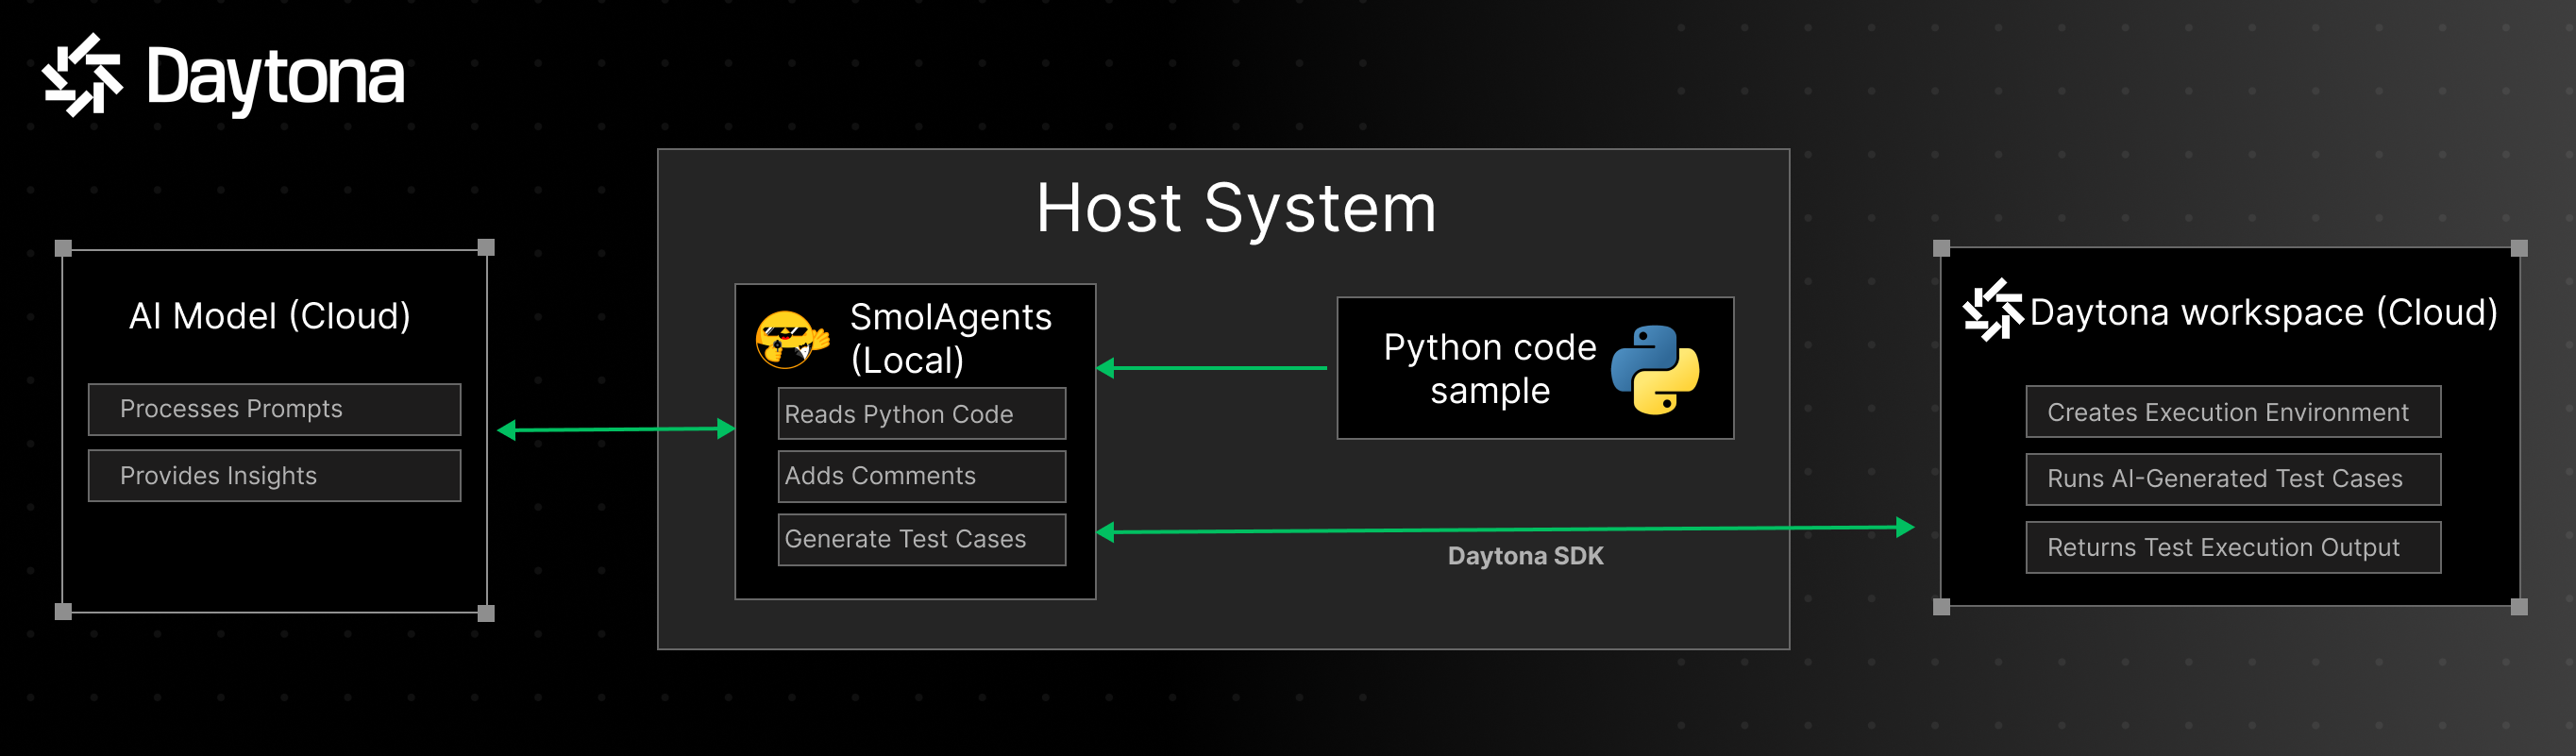 Daytona
AI Model (Cloud)
Processes Prompts
Provides Insights
Host System
SmolAgents
(Local)
Reads Python Code
Adds Comments
Generate Test Cases
Python code
sample
Daytona SDK
Daytona workspace (Cloud)
Creates Execution Environment
Runs AI-Generated Test Cases
Returns Test Execution Output